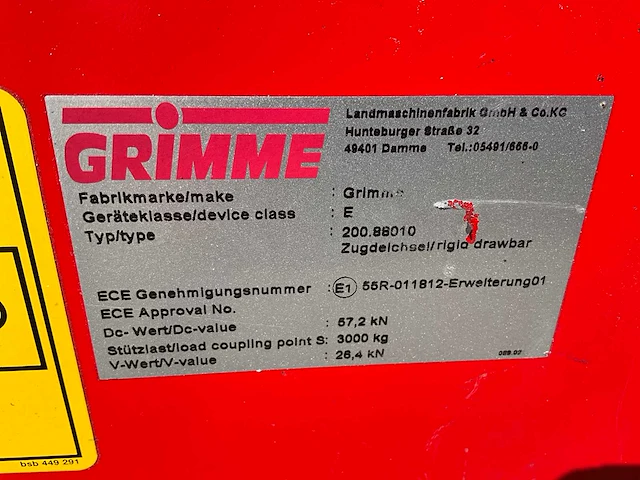 GRIMME
Landmaschinenfabrik GmbH & Co.KG
Hunteburger Straße 32
49401 Damme Tel.:05491/666-0
Fabrikmarke/make : Grimme
Geräteklasse/device class : E
Typ/type : 200.88010
Zugdeichsel/rigid drawbar
ECE Genehmigungsnummer : E1 55R-011812-Erweiterung01
ECE Approval No.
Dc- Wert/Dc-value : 57,2 kN
Stützlast/load coupling point S: 3000 kg
V-Wert/V-value : 26,4 kN
bsb 449 291